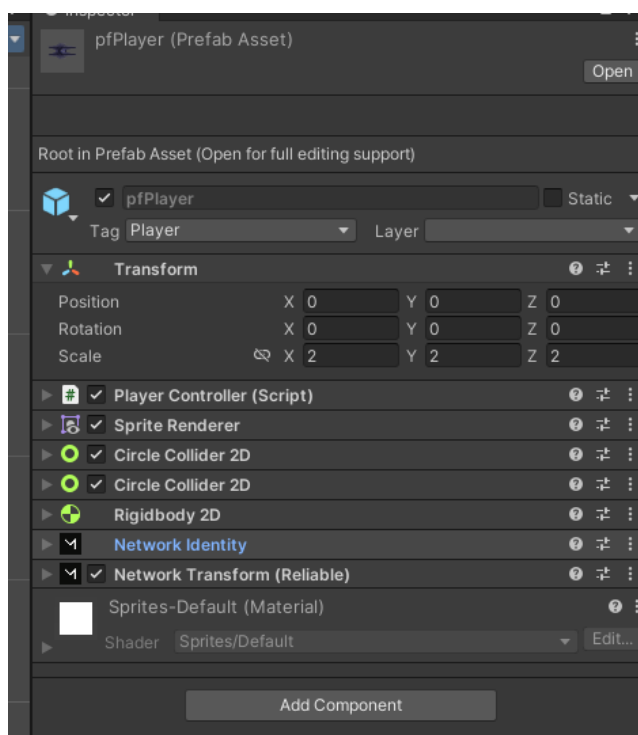 Inspector
pfPlayer (Prefab Asset)
Open
Root in Prefab Asset (Open for full editing support)
pfPlayer Static
Tag Player Layer
Transform
Position X 0 Y 0 Z 0
Rotation X 0 Y 0 Z 0
Scale X 2 Y 2 Z 2
# Player Controller (Script)
Sprite Renderer
Circle Collider 2D
Circle Collider 2D
Rigidbody 2D
Network Identity
Network Transform (Reliable)
Sprites-Default (Material)
Shader Sprites/Default Edit...
Add Component